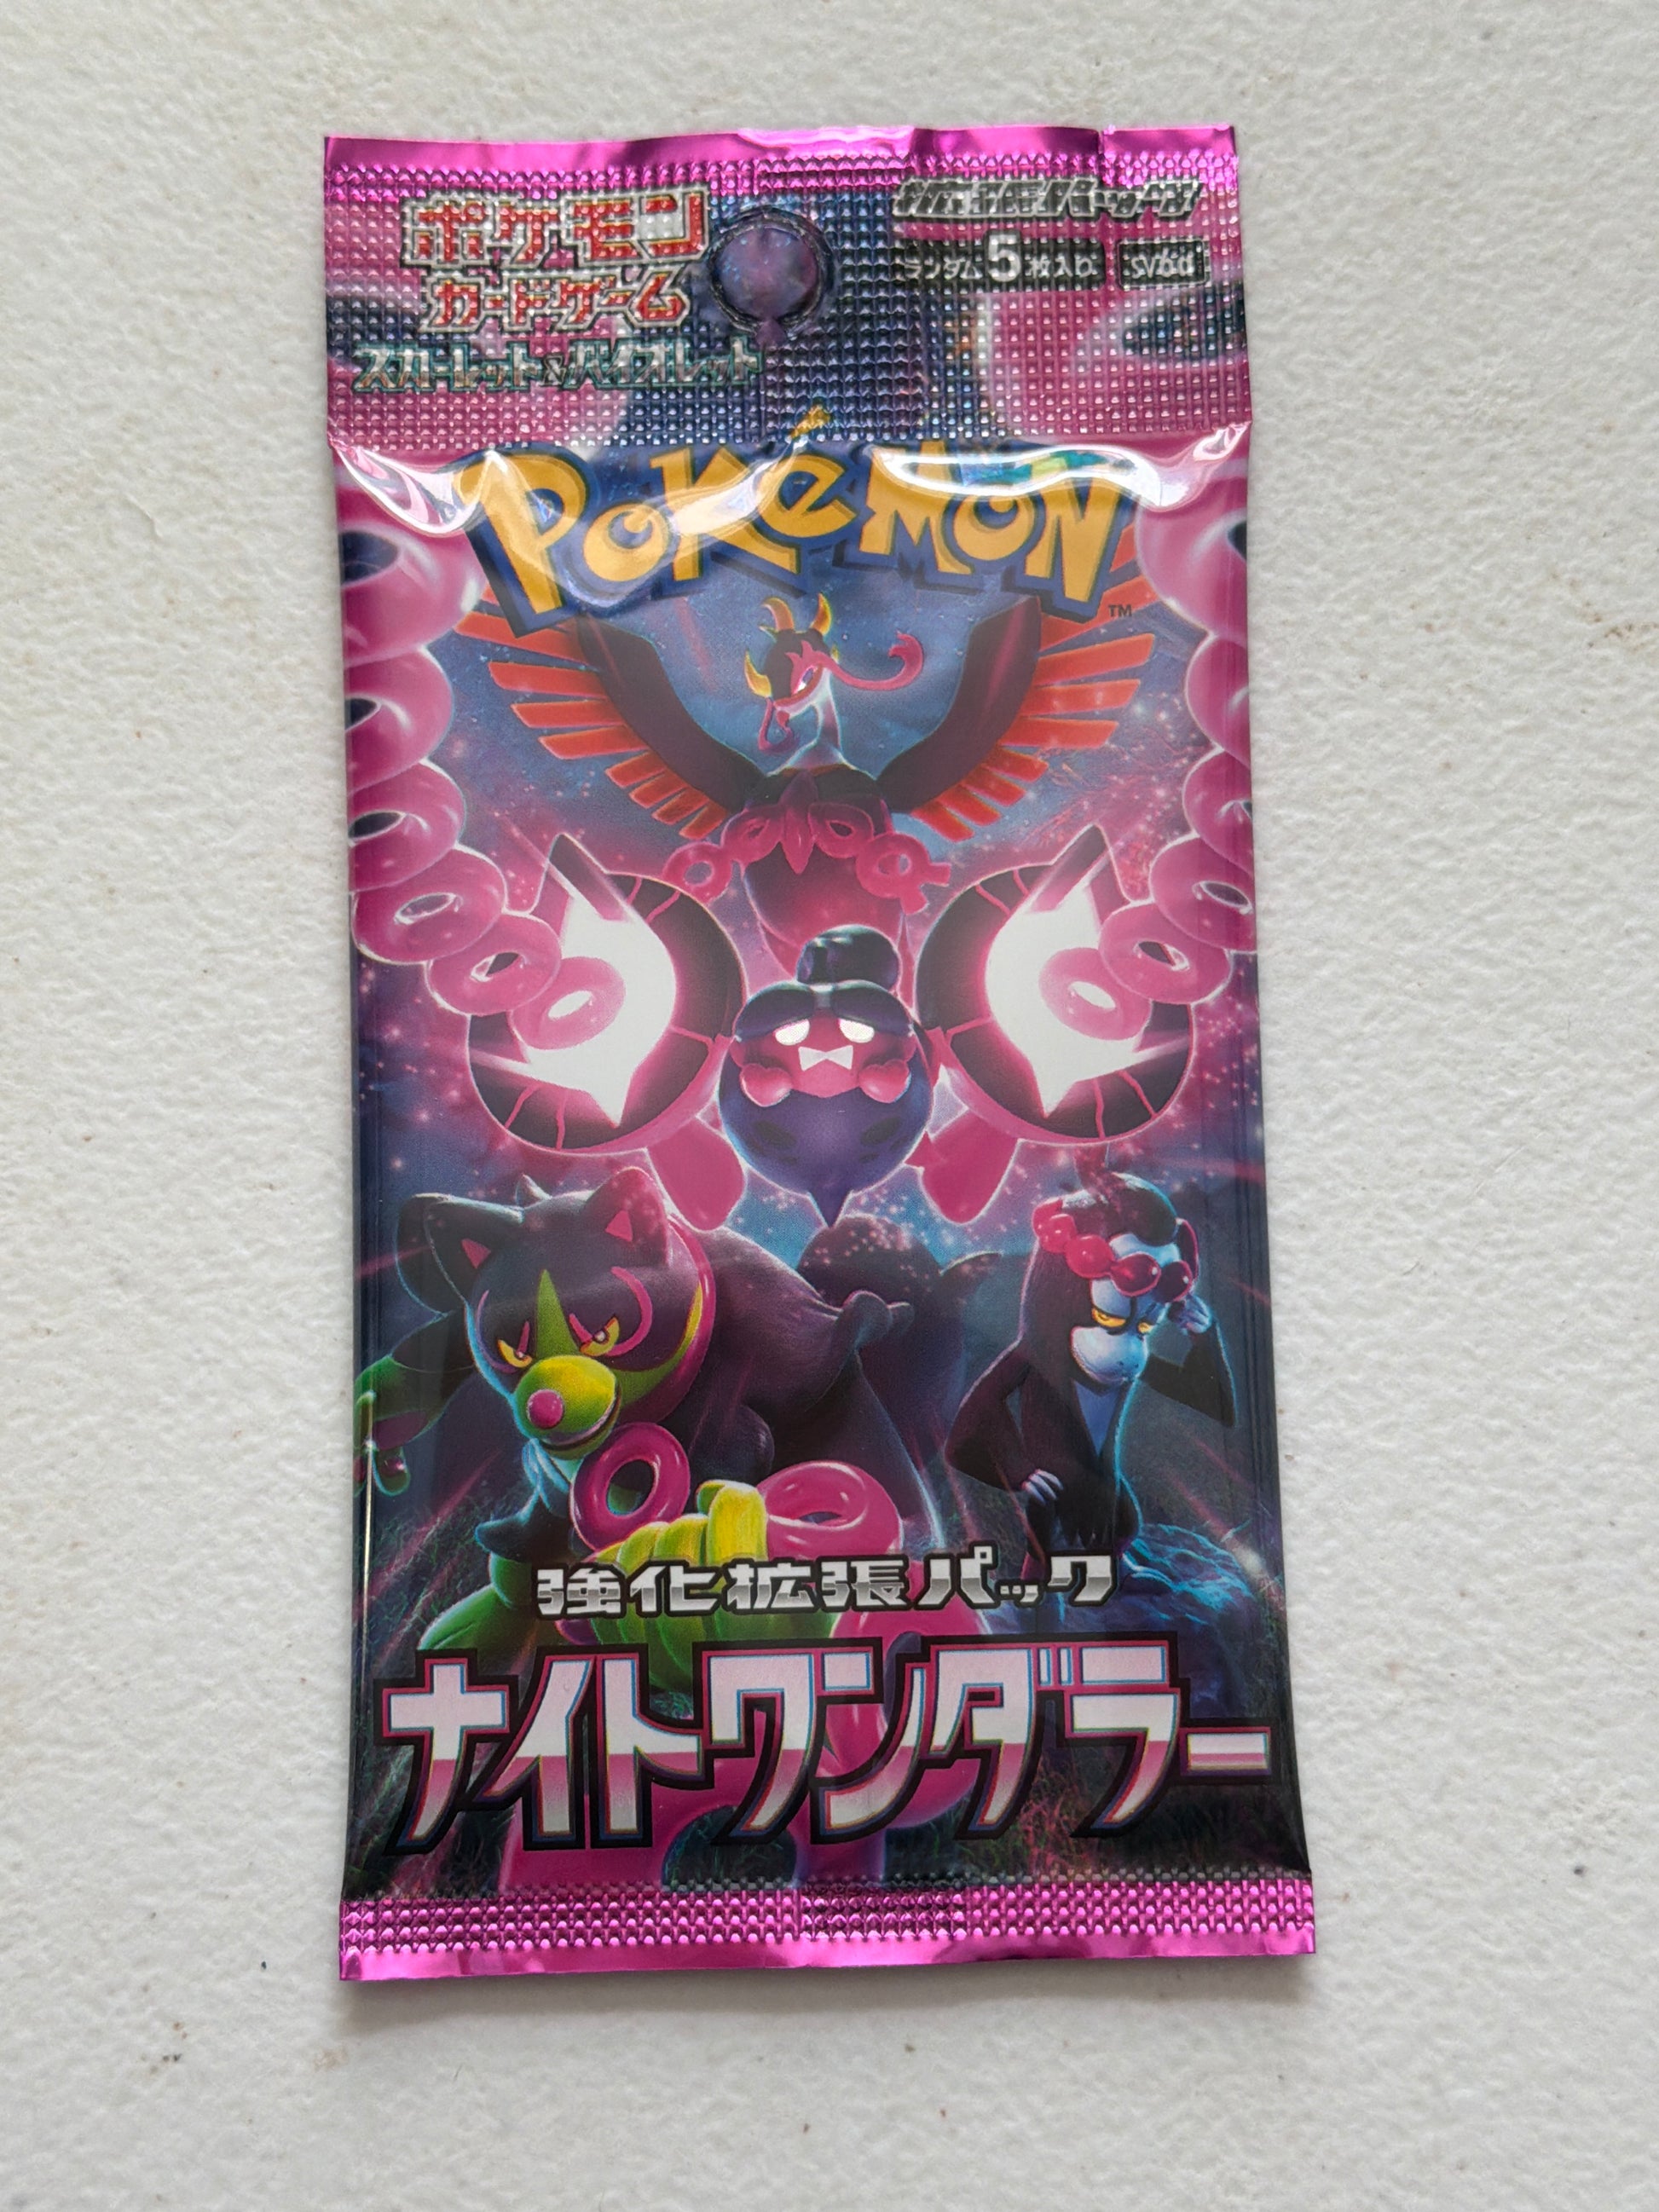 ポケモン
カードゲーム
スカーレット&バイオレット
拡張パック
ランダム5枚入り
POKéMON
TM
強化拡張パック
ナイトワンダラー